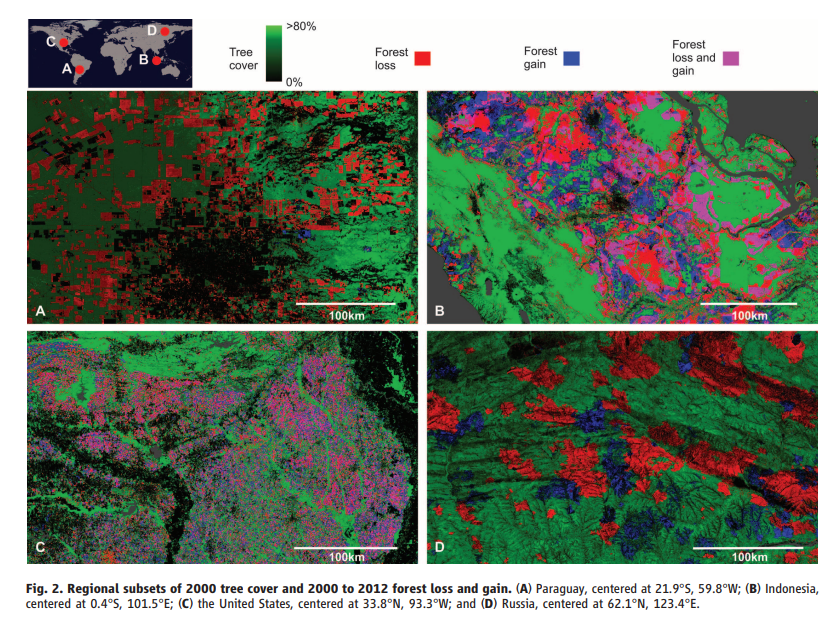 C
D
B
A
Tree
cover
>80%
0%
Forest
loss
Forest
gain
Forest
loss and
gain
A
100km
B
100km
C
100km
D
100km
Fig. 2. Regional subsets of 2000 tree cover and 2000 to 2012 forest loss and gain. (A) Paraguay, centered at 21.9°S, 59.8°W; (B) Indonesia,
centered at 0.4°S, 101.5°E; (C) the United States, centered at 33.8°N, 93.3°W; and (D) Russia, centered at 62.1°N, 123.4°E.